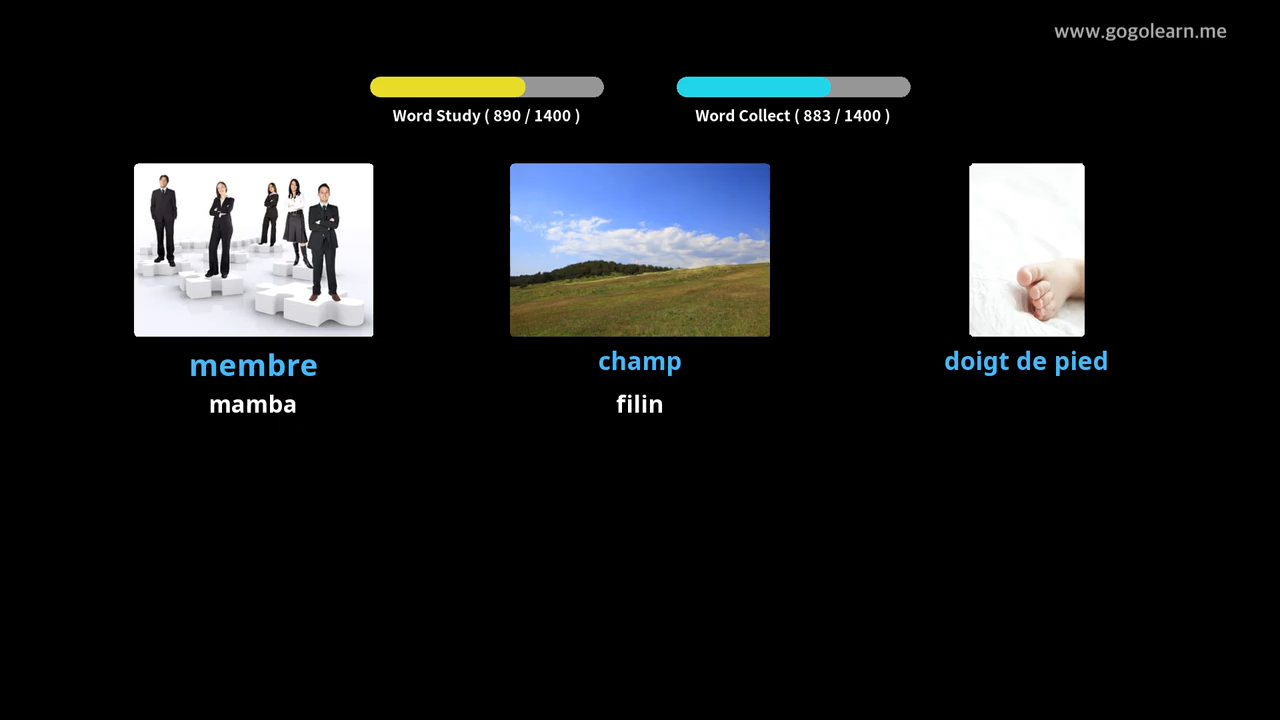 www.gogolearn.me
Word Study ( 890 / 1400 )
Word Collect ( 883 / 1400 )
membre
champ
doigt de pied
mamba
filin